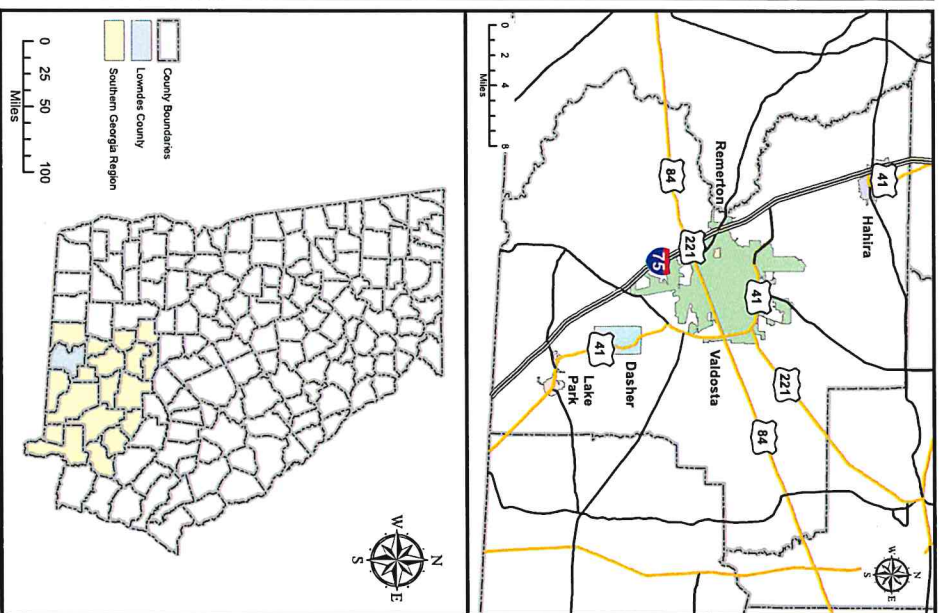 41
Hahira
Remerton
84
221
75
41
Valdosta
221
84
41
Dasher
Lake
Park
N
S
W
E
0 2 4 8
Miles
N
W
E
S
County Boundaries
Lowndes County
Southern Georgia Region
0 25 50 100
Miles